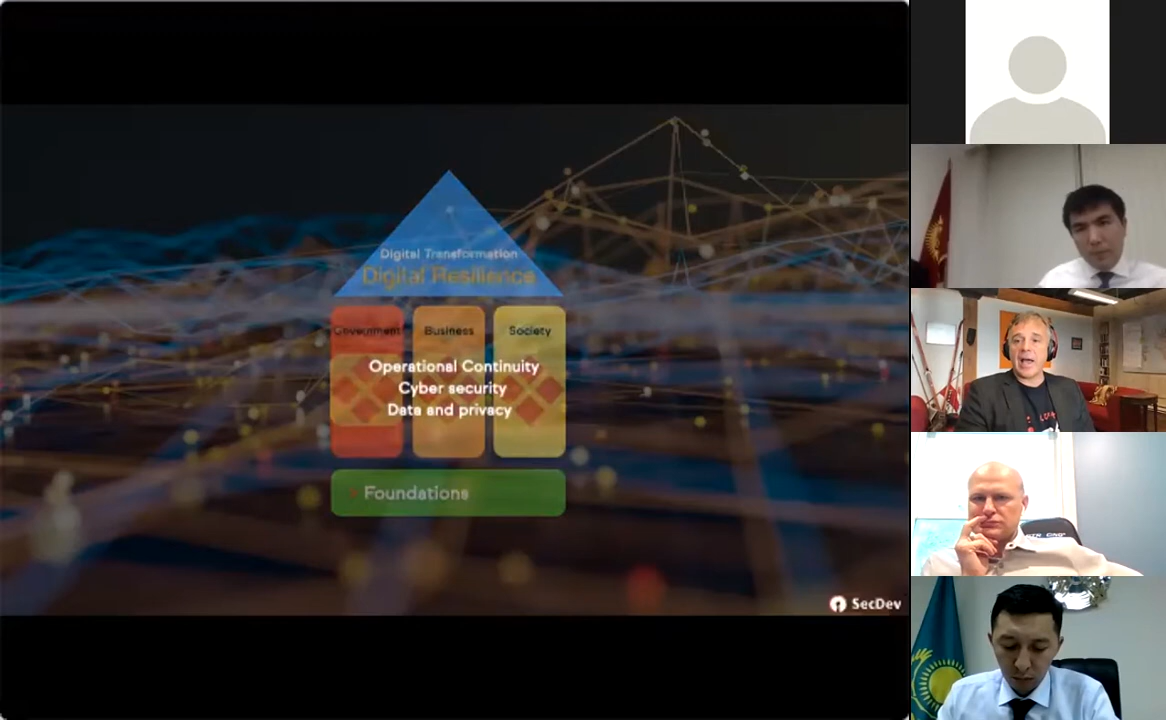 Digital Transformation
Digital Resilience
Government
Business
Society
Operational Continuity
Cyber security
Data and privacy
Foundations
SecDev